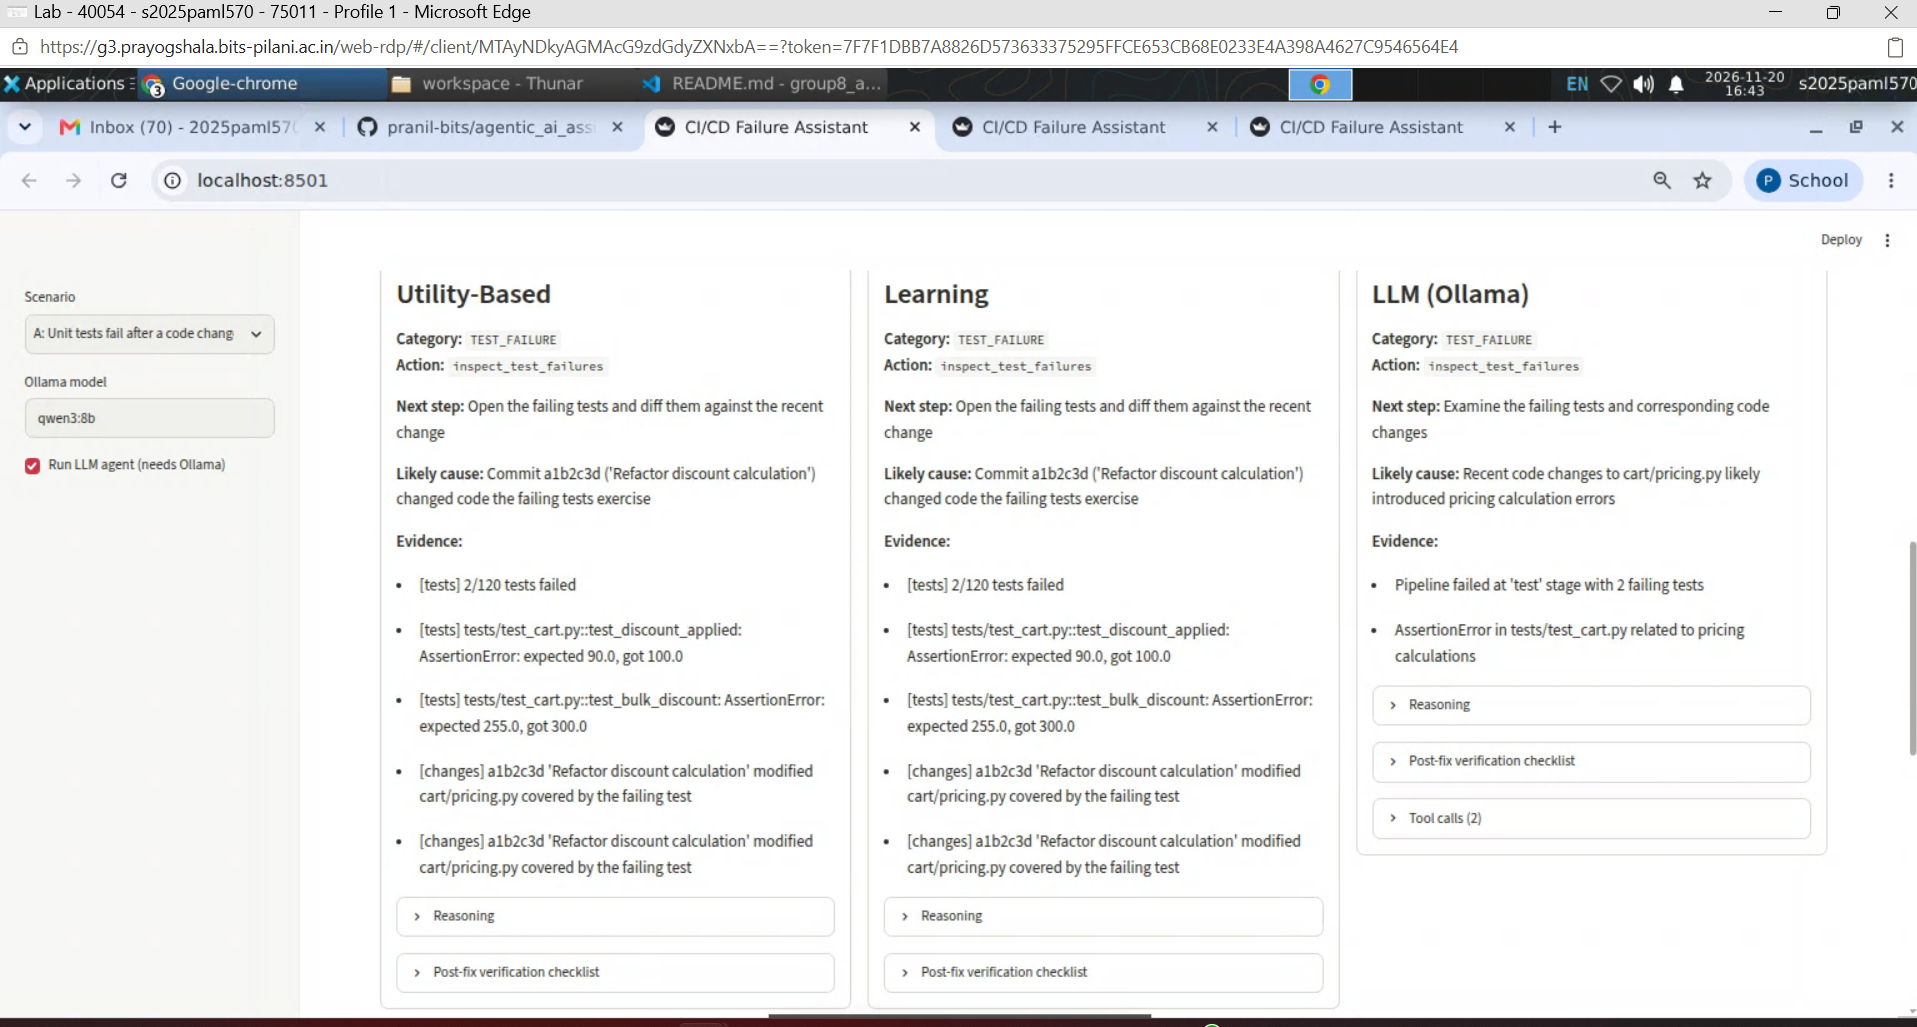 Lab - 40054 - s2025paml570 - 75011 - Profile 1 - Microsoft Edge
https://g3.prayogshala.bits-pilani.ac.in/web-rdp/#/client/MTAyNDkyAGMAcG9zdGdyZXNxbA==?token=7F7F1DBB7A8826D573633375295FFCE653CB68E0233E4A398A4627C9546564E4
Applications
3
Google-chrome
workspace - Thunar
README.md - group8_a...
EN
2026-11-20
16:43
s2025paml570
Inbox (70) - 2025paml570
pranil-bits/agentic_ai_ass
CI/CD Failure Assistant
CI/CD Failure Assistant
CI/CD Failure Assistant
localhost:8501
P
School
Deploy
Scenario
A: Unit tests fail after a code chang
Ollama model
qwen3:8b
Run LLM agent (needs Ollama)
Utility-Based
Category: TEST_FAILURE
Action: inspect_test_failures
Next step: Open the failing tests and diff them against the recent
change
Likely cause: Commit a1b2c3d ('Refactor discount calculation')
changed code the failing tests exercise
Evidence:
• [tests] 2/120 tests failed
• [tests] tests/test_cart.py::test_discount_applied:
AssertionError: expected 90.0, got 100.0
• [tests] tests/test_cart.py::test_bulk_discount: AssertionError:
expected 255.0, got 300.0
• [changes] a1b2c3d 'Refactor discount calculation' modified
cart/pricing.py covered by the failing test
• [changes] a1b2c3d 'Refactor discount calculation' modified
cart/pricing.py covered by the failing test
Reasoning
Post-fix verification checklist
Learning
Category: TEST_FAILURE
Action: inspect_test_failures
Next step: Open the failing tests and diff them against the recent
change
Likely cause: Commit a1b2c3d ('Refactor discount calculation')
changed code the failing tests exercise
Evidence:
• [tests] 2/120 tests failed
• [tests] tests/test_cart.py::test_discount_applied:
AssertionError: expected 90.0, got 100.0
• [tests] tests/test_cart.py::test_bulk_discount: AssertionError:
expected 255.0, got 300.0
• [changes] a1b2c3d 'Refactor discount calculation' modified
cart/pricing.py covered by the failing test
• [changes] a1b2c3d 'Refactor discount calculation' modified
cart/pricing.py covered by the failing test
Reasoning
Post-fix verification checklist
LLM (Ollama)
Category: TEST_FAILURE
Action: inspect_test_failures
Next step: Examine the failing tests and corresponding code
changes
Likely cause: Recent code changes to cart/pricing.py likely
introduced pricing calculation errors
Evidence:
• Pipeline failed at 'test' stage with 2 failing tests
• AssertionError in tests/test_cart.py related to pricing
calculations
Reasoning
Post-fix verification checklist
Tool calls (2)